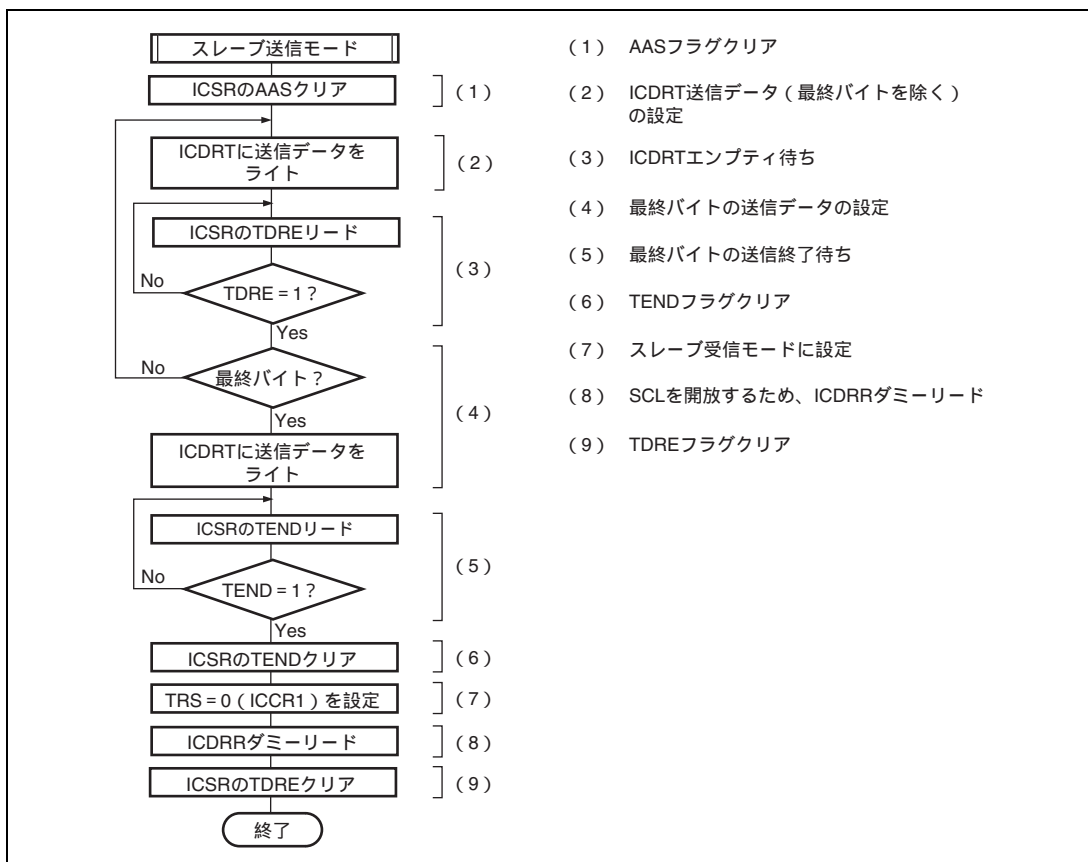 スレーブ送信モード
ICSRのAASクリア
(1)
ICDRTに送信データを
ライト
(2)
ICSRのTDREリード
No
TDRE = 1 ?
(3)
Yes
No
最終バイト?
Yes
(4)
ICDRTに送信データを
ライト
ICSRのTENDリード
No
TEND = 1 ?
(5)
Yes
ICSRのTENDクリア
(6)
TRS = 0 ( ICCR1 ) を設定
(7)
ICDRRダミーリード
(8)
ICSRのTDREクリア
(9)
終了
(1) AASフラグクリア
(2) ICDRT送信データ ( 最終バイトを除く )
の設定
(3) ICDRTエンプティ待ち
(4) 最終バイトの送信データの設定
(5) 最終バイトの送信終了待ち
(6) TENDフラグクリア
(7) スレーブ受信モードに設定
(8) SCLを開放するため、ICDRRダミーリード
(9) TDREフラグクリア